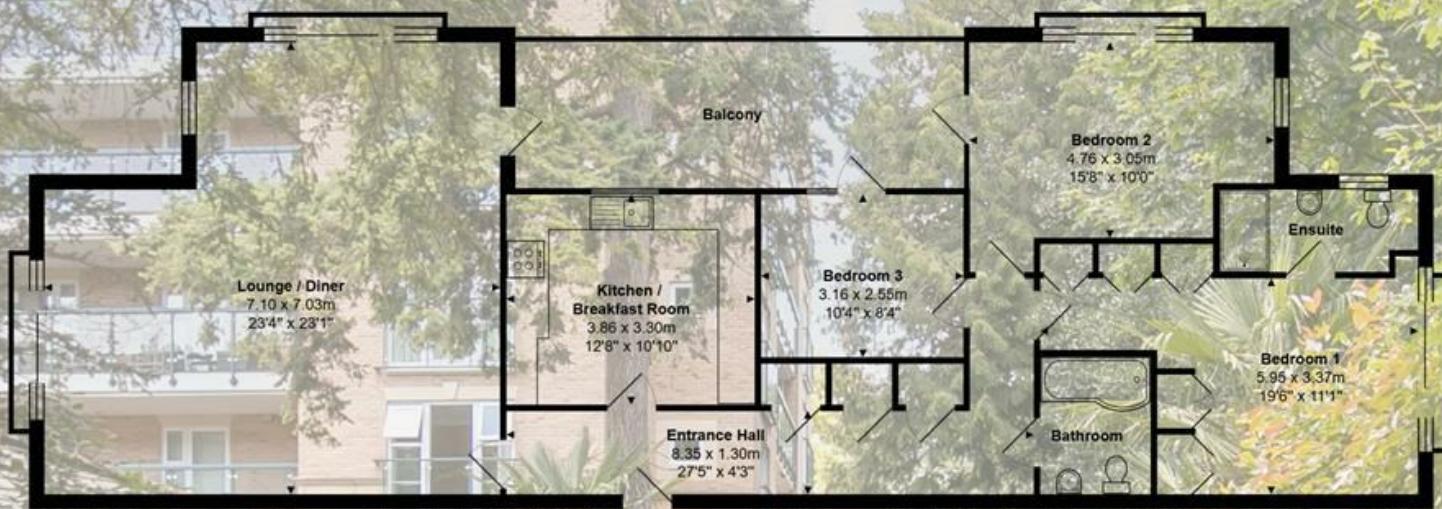 Balcony
Bedroom 2
4.76 x 3.05m
15'8" x 10'0"
Ensuite
Lounge / Diner
7.10 x 7.03m
23'4" x 23'1"
Kitchen /
Breakfast Room
3.86 x 3.30m
12'8" x 10'10"
Bedroom 3
3.16 x 2.55m
10'4" x 8'4"
Bedroom 1
5.95 x 3.37m
19'6" x 11'1"
Entrance Hall
8.35 x 1.30m
27'5" x 4'3"
Bathroom